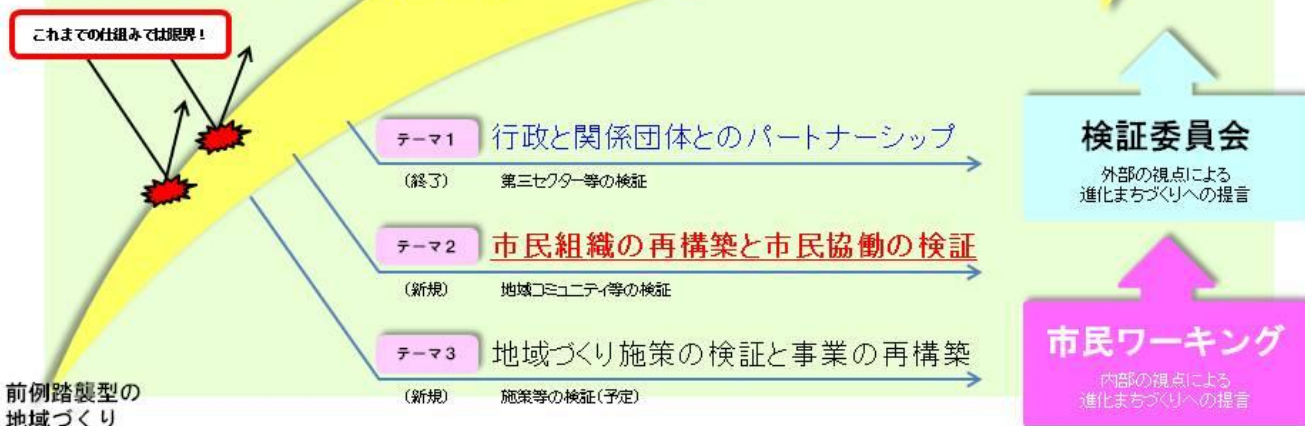 これまでの仕組みでは限界!
テーマ1 行政と関係団体とのパートナーシップ
(終了) 第三セクター等の検証
テーマ2 市民組織の再構築と市民協働の検証
(新規) 地域コミュニティ等の検証
テーマ3 地域づくり施策の検証と事業の再構築
(新規) 施策等の検証(予定)
前例踏襲型の
地域づくり
検証委員会
外部の視点による
進化まちづくりへの提言
市民ワーキング
内部の視点による
進化まちづくりへの提言